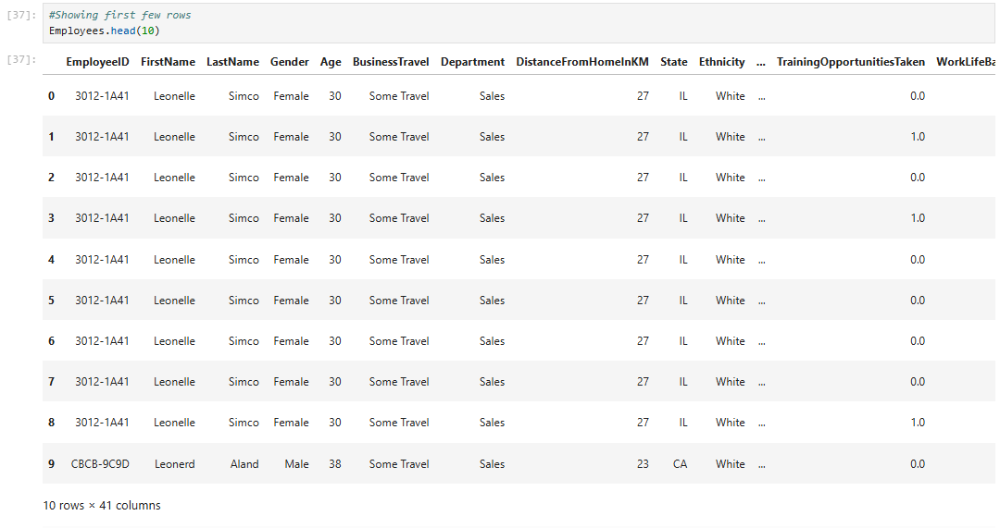 [37]: #Showing first few rows
Employees.head(10)
[37]: EmployeeID FirstName LastName Gender Age BusinessTravel Department DistanceFromHomeInKM State Ethnicity ... TrainingOpportunitiesTaken WorkLifeBa
0 3012-1A41 Leonelle Simco Female 30 Some Travel Sales 27 IL White ... 0.0
1 3012-1A41 Leonelle Simco Female 30 Some Travel Sales 27 IL White ... 1.0
2 3012-1A41 Leonelle Simco Female 30 Some Travel Sales 27 IL White ... 0.0
3 3012-1A41 Leonelle Simco Female 30 Some Travel Sales 27 IL White ... 1.0
4 3012-1A41 Leonelle Simco Female 30 Some Travel Sales 27 IL White ... 0.0
5 3012-1A41 Leonelle Simco Female 30 Some Travel Sales 27 IL White ... 0.0
6 3012-1A41 Leonelle Simco Female 30 Some Travel Sales 27 IL White ... 0.0
7 3012-1A41 Leonelle Simco Female 30 Some Travel Sales 27 IL White ... 0.0
8 3012-1A41 Leonelle Simco Female 30 Some Travel Sales 27 IL White ... 1.0
9 CBCB-9C9D Leonerd Aland Male 38 Some Travel Sales 23 CA White ... 0.0
10 rows × 41 columns